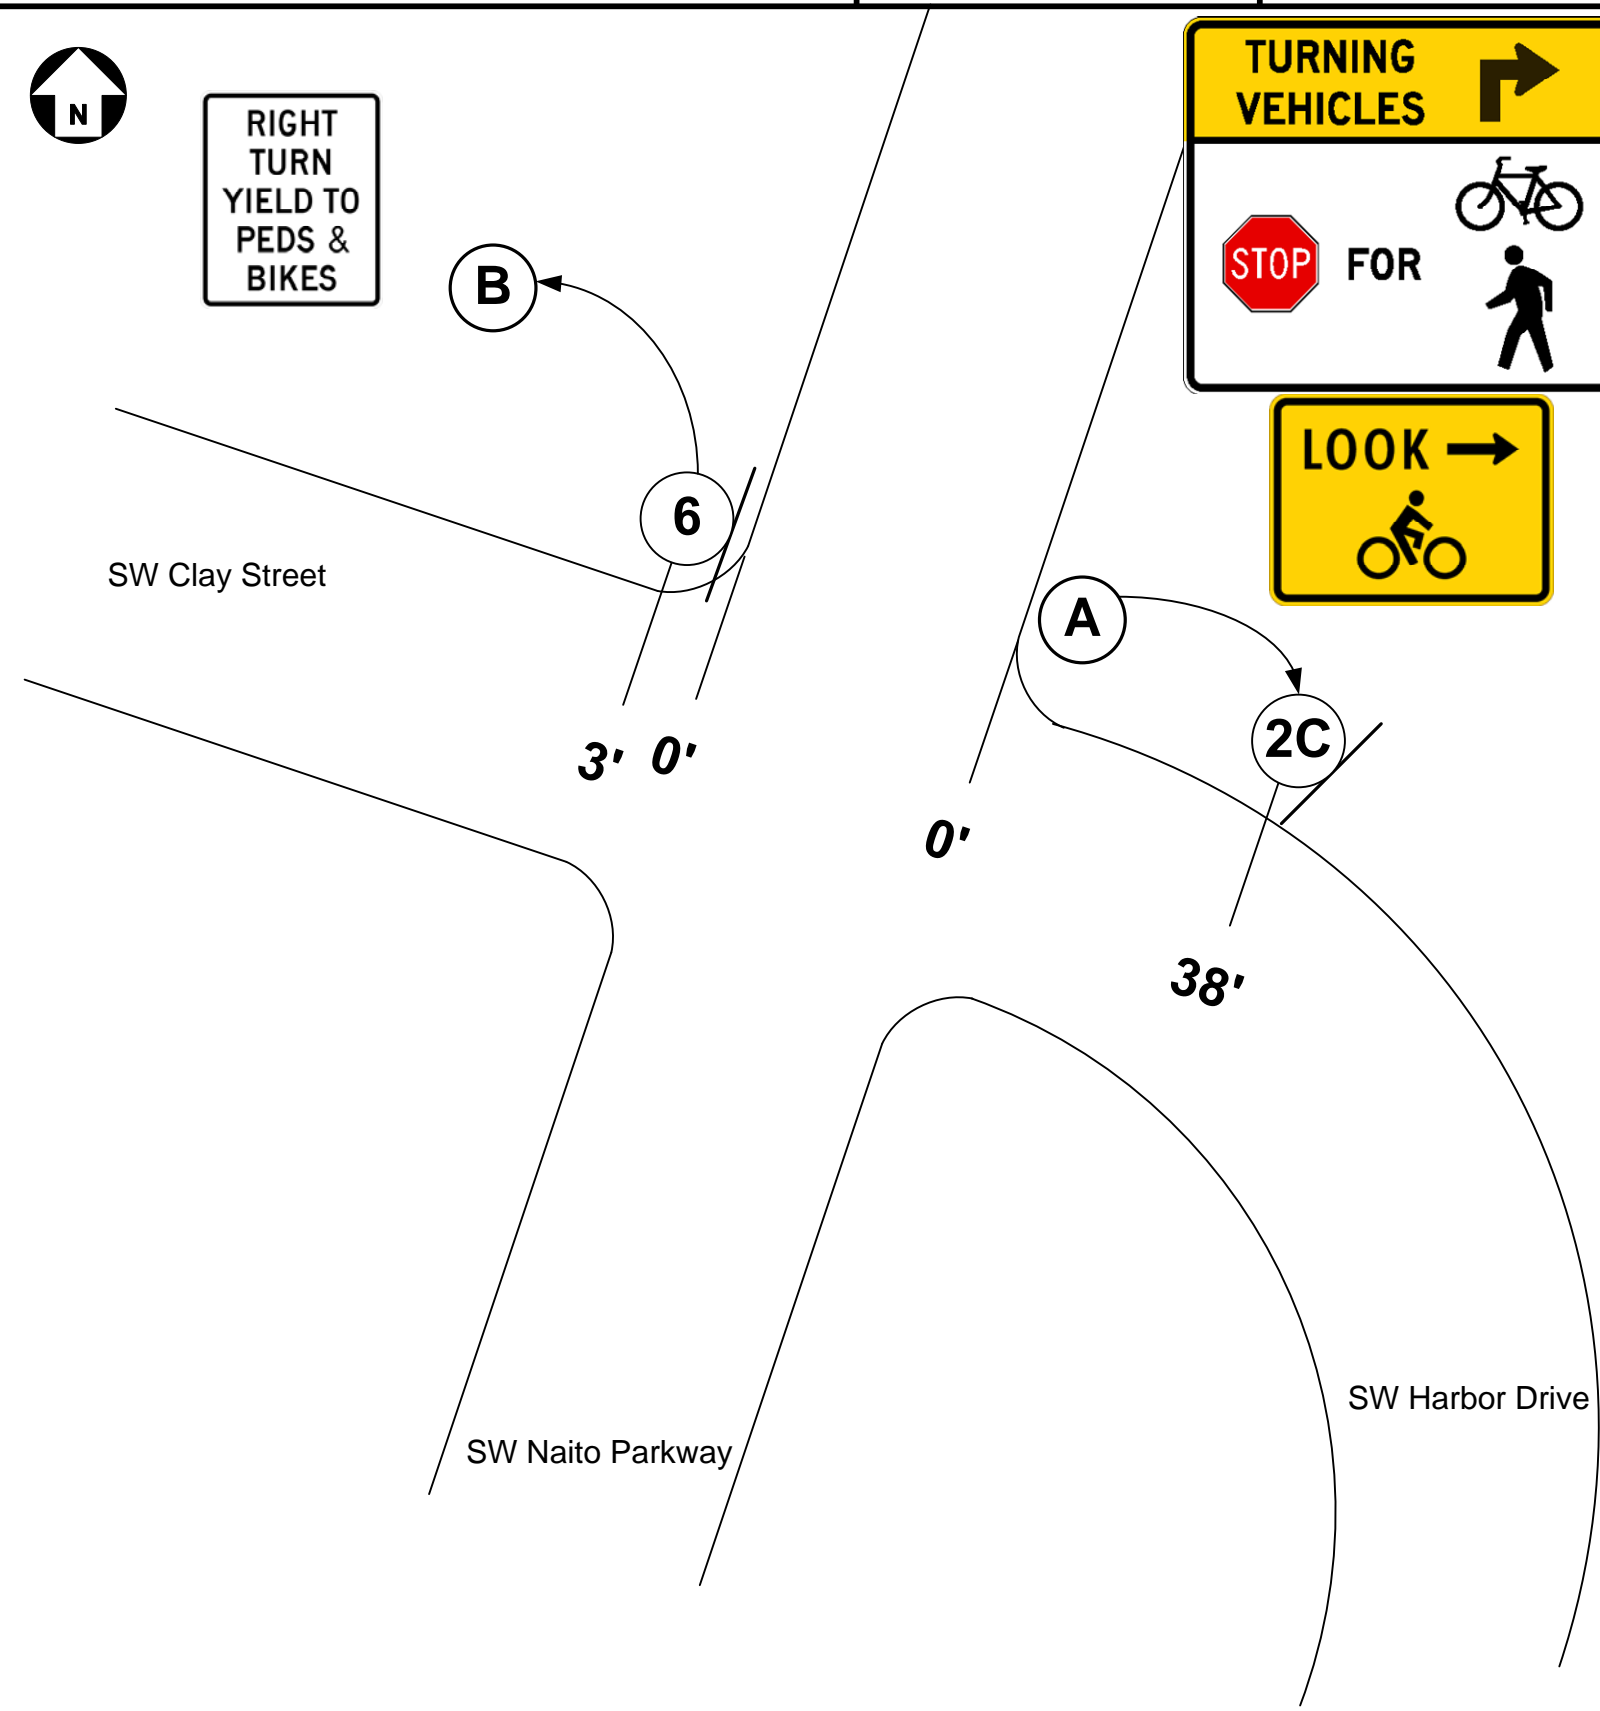 N
RIGHT
TURN
YIELD TO
PEDS &
BIKES
TURNING
VEHICLES
STOP FOR
LOOK
B
6
SW Clay Street
A
2C
3' 0'
0'
38'
SW Harbor Drive
SW Naito Parkway